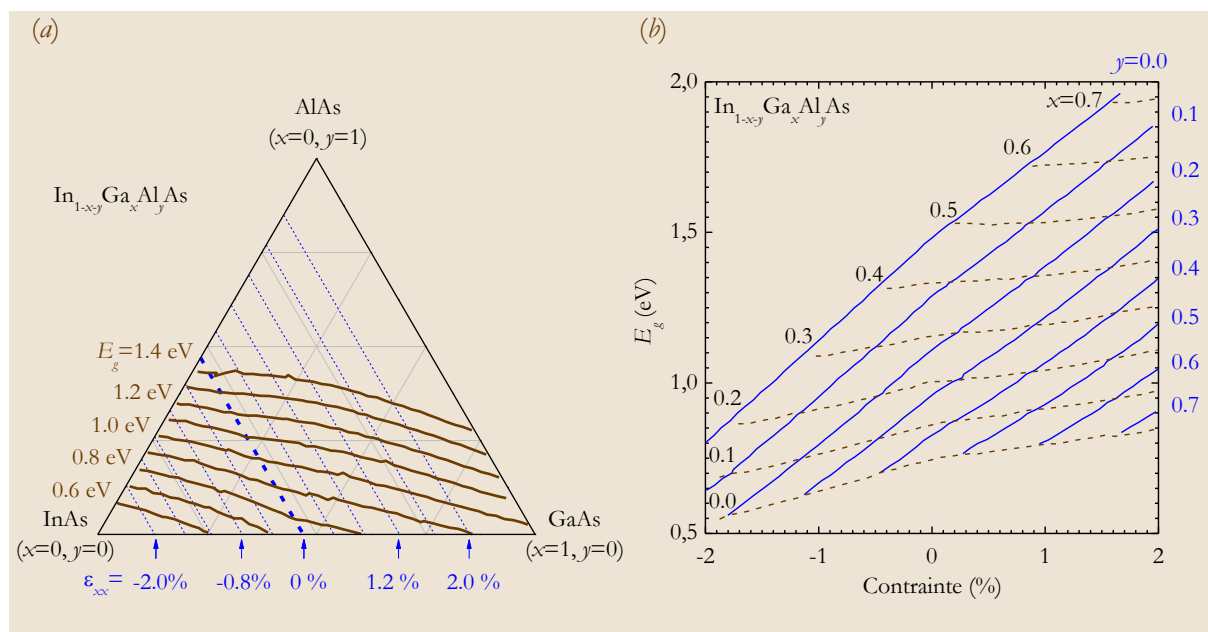 (a)
AlAs
(x=0, y=1)
In1-x-yGaxAlyAs
Eg=1.4 eV
1.2 eV
1.0 eV
0.8 eV
0.6 eV
InAs
(x=0, y=0)
GaAs
(x=1, y=0)
εxx= -2.0% -0.8% 0 % 1.2 % 2.0 %
(b)
y=0.0
In1-x-yGaxAlyAs
x=0.7
0.6
0.5
0.4
0.3
0.2
0.1
0.0
0.1
0.2
0.3
0.4
0.5
0.6
0.7
2,0
1,5
1,0
0,5
Eg (eV)
-2 -1 0 1 2
Contrainte (%)